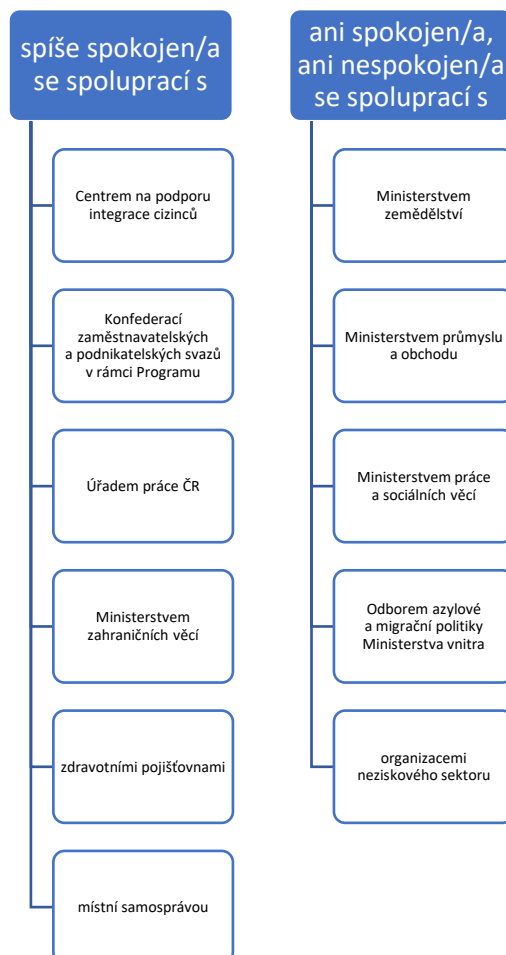 spíše spokojen/a
se spoluprací s
Centrem na podporu
integrace cizinců
Konfederací
zaměstnavatelských
a podnikatelských svazů
v rámci Programu
Úřadem práce ČR
Ministerstvem
zahraničních věcí
zdravotními pojišťovnami
místní samosprávou
ani spokojen/a,
ani nespokojen/a
se spoluprací s
Ministerstvem
zemědělství
Ministerstvem průmyslu
a obchodu
Ministerstvem práce
a sociálních věcí
Odborem azylové
a migrační politiky
Ministerstva vnitra
organizacemi
neziskového sektoru